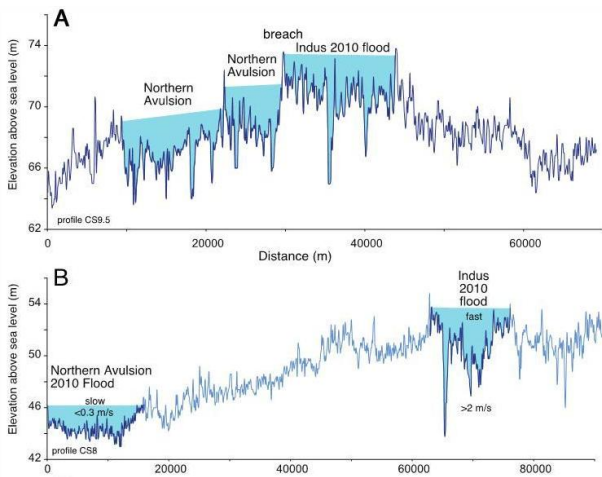 A
breach
Indus 2010 flood
Northern
Avulsion
Northern
Avulsion
Elevation above sea level (m)
74
70
66
62
profile CS9.5
0
20000
40000
60000
Distance (m)
B
Indus
2010
flood
fast
>2 m/s
Northern Avulsion
2010 Flood
slow
<0.3 m/s
Elevation above sea level (m)
54
50
46
42
profile CS8
20000
40000
60000
80000